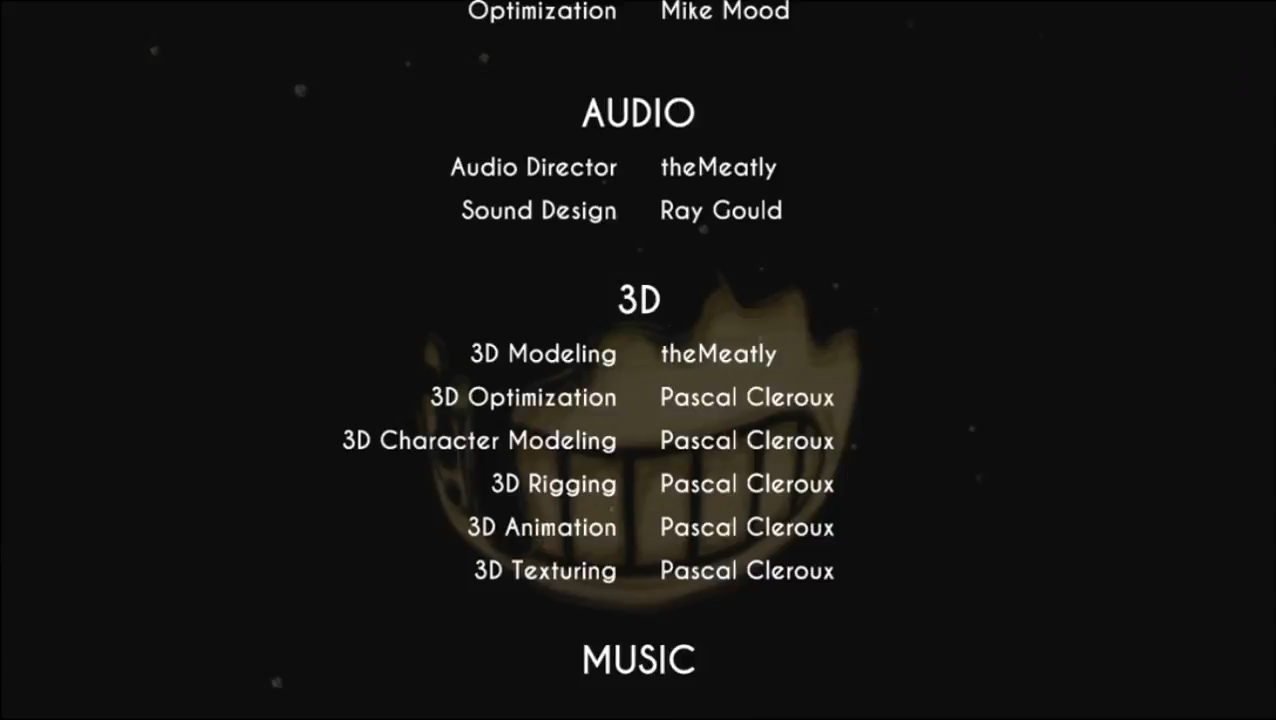 Optimization Mike Mood
AUDIO
Audio Director theMeatly
Sound Design Ray Gould
3D
3D Modeling theMeatly
3D Optimization Pascal Cleroux
3D Character Modeling Pascal Cleroux
3D Rigging Pascal Cleroux
3D Animation Pascal Cleroux
3D Texturing Pascal Cleroux
MUSIC